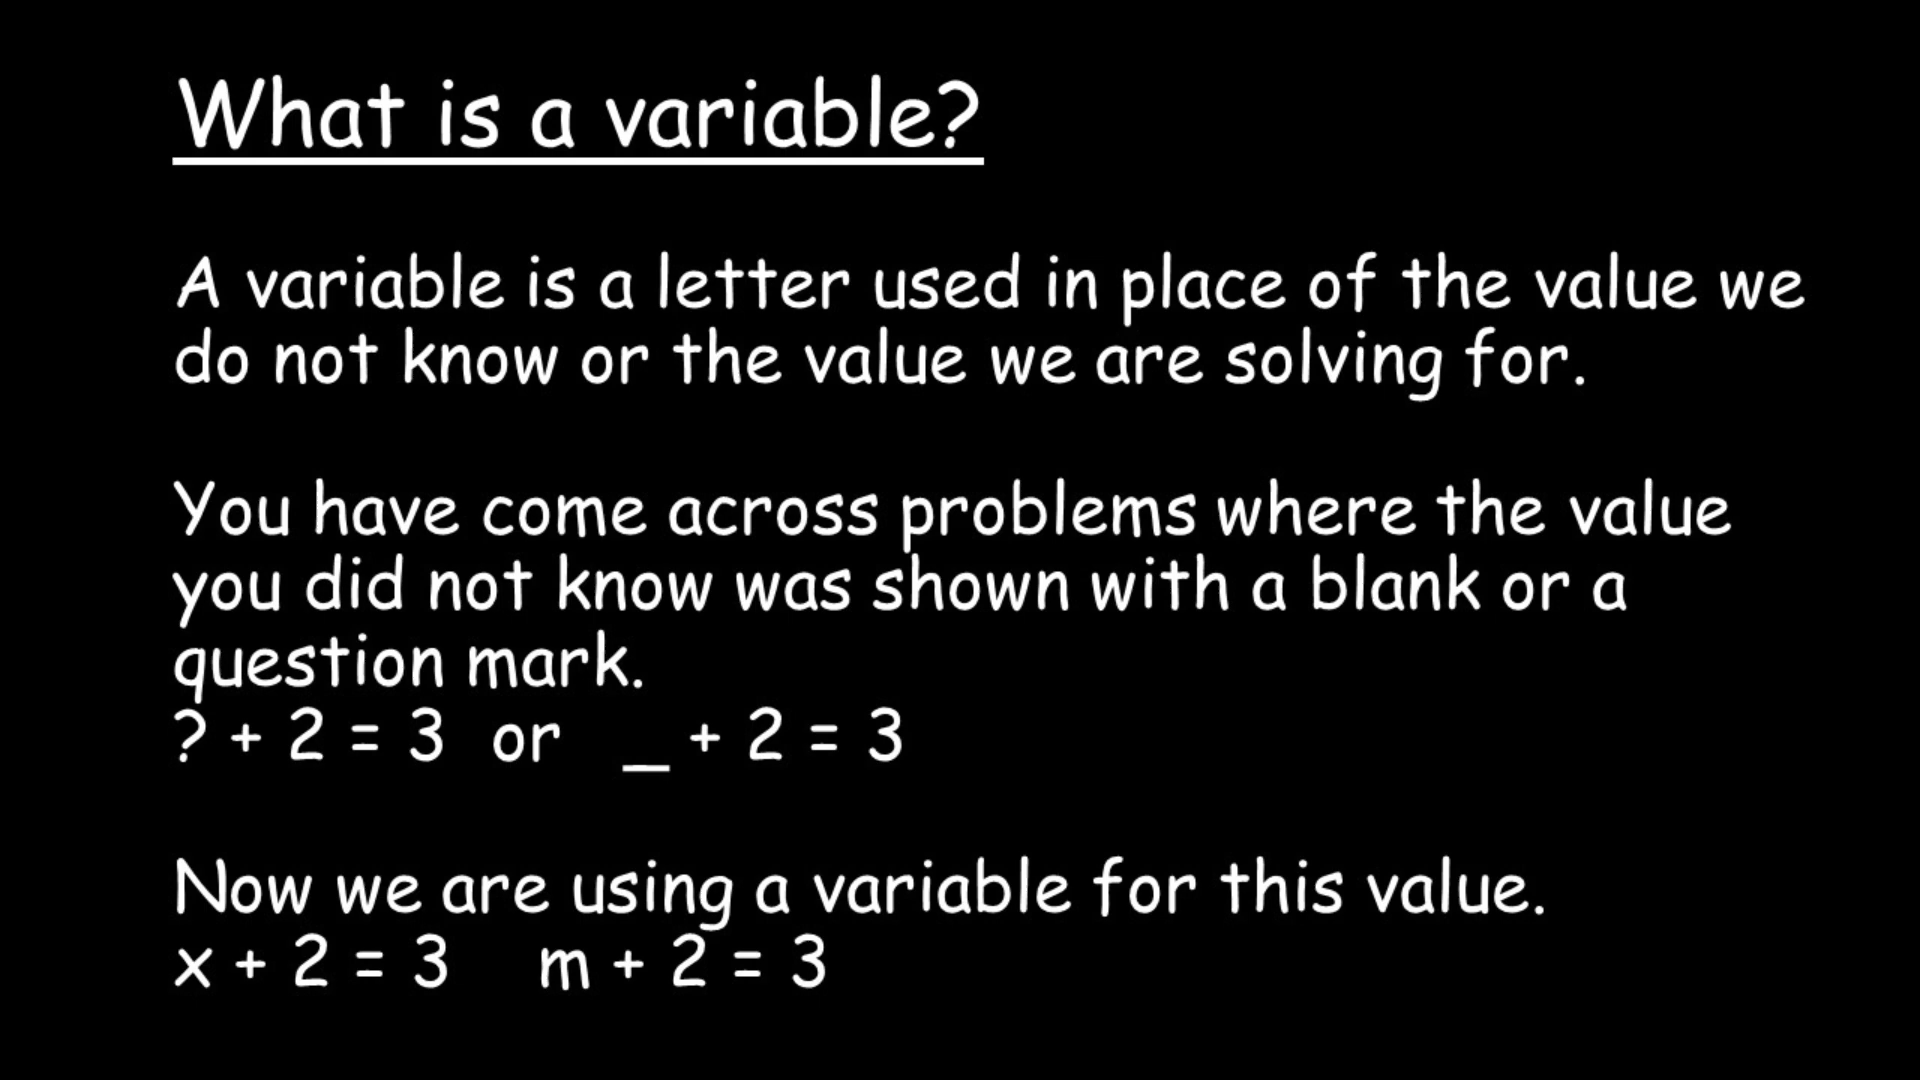 What is a variable?
A variable is a letter used in place of the value we
do not know or the value we are solving for.
You have come across problems where the value
you did not know was shown with a blank or a
question mark.
? + 2 = 3 or _ + 2 = 3
Now we are using a variable for this value.
x + 2 = 3 m + 2 = 3